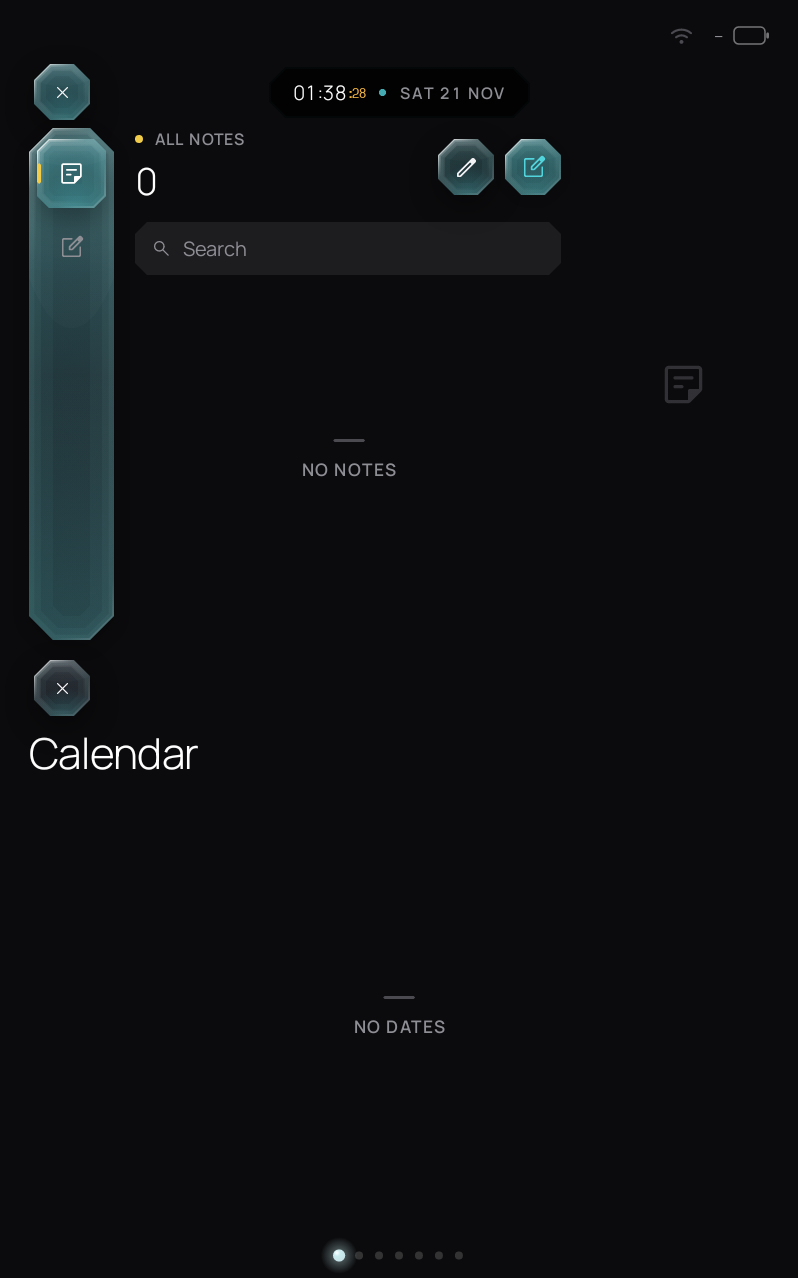 –
01:38:28 • SAT 21 NOV
ALL NOTES
0
Search
NO NOTES
Calendar
NO DATES